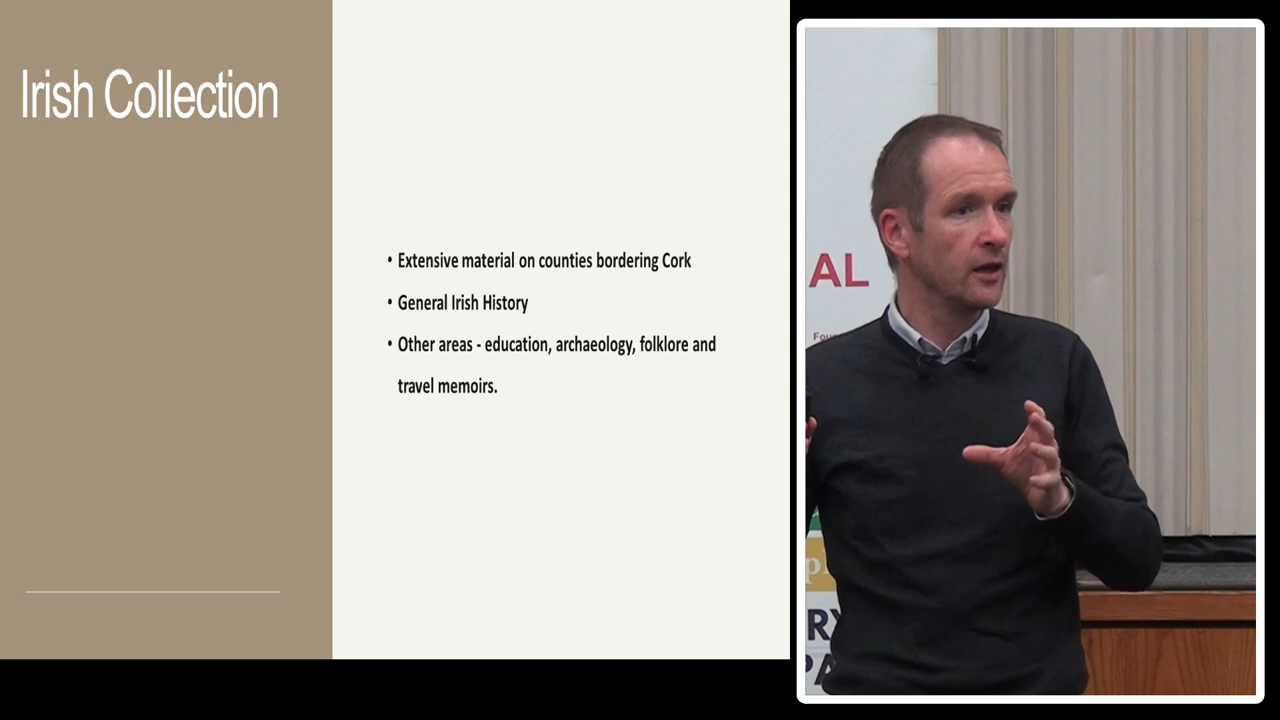 Irish Collection
• Extensive material on counties bordering Cork
• General Irish History
• Other areas - education, archaeology, folklore and
travel memoirs.
AL